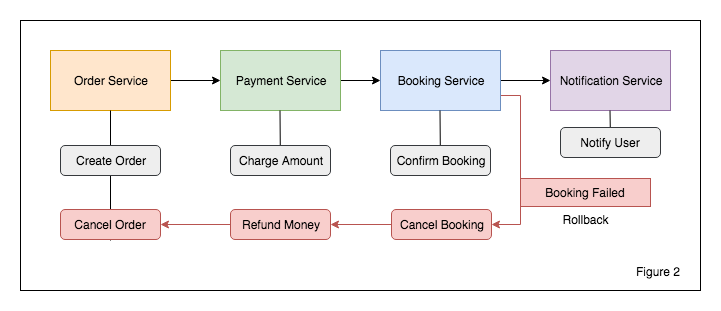 Order Service
Payment Service
Booking Service
Notification Service
Create Order
Charge Amount
Confirm Booking
Notify User
Booking Failed
Cancel Order
Refund Money
Cancel Booking
Rollback
Figure 2